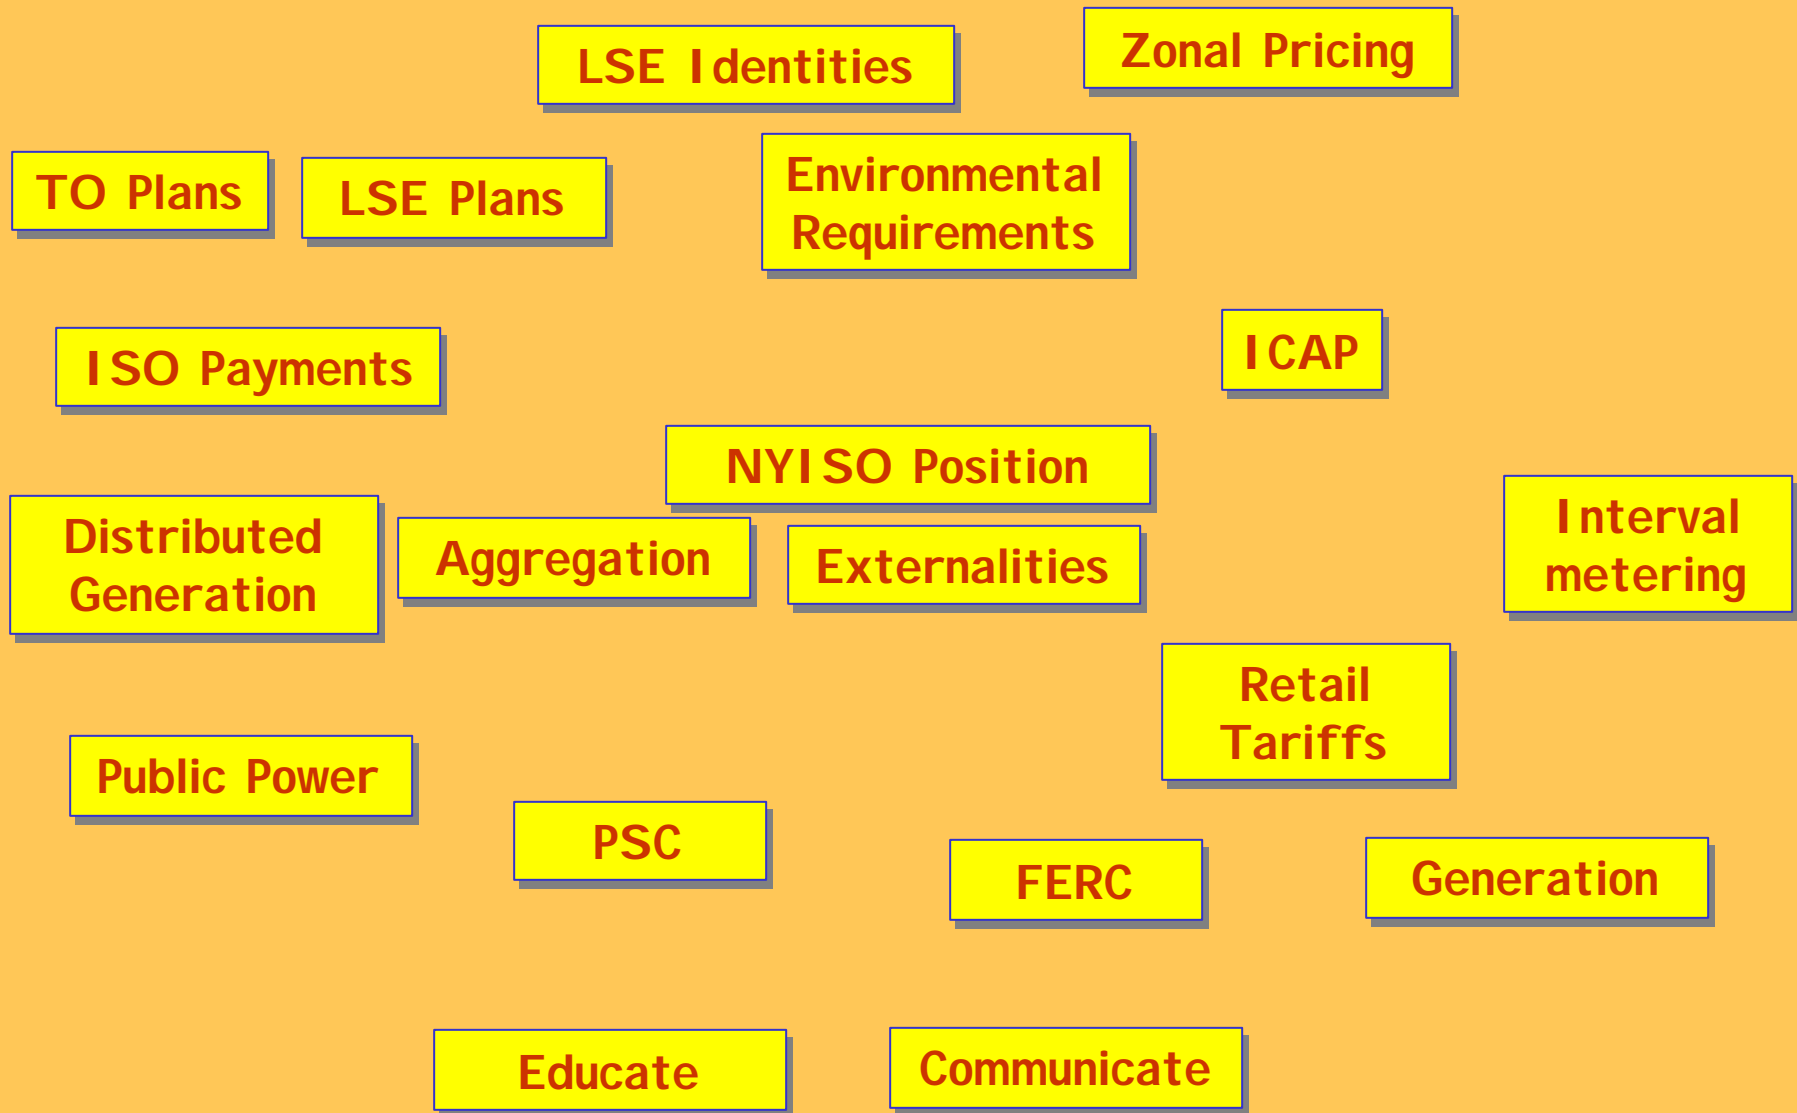 LSE Identities
Zonal Pricing
TO Plans
LSE Plans
Environmental
Requirements
ISO Payments
ICAP
NYISO Position
Distributed
Generation
Aggregation
Externalities
Interval
metering
Retail
Tariffs
Public Power
PSC
FERC
Generation
Educate
Communicate